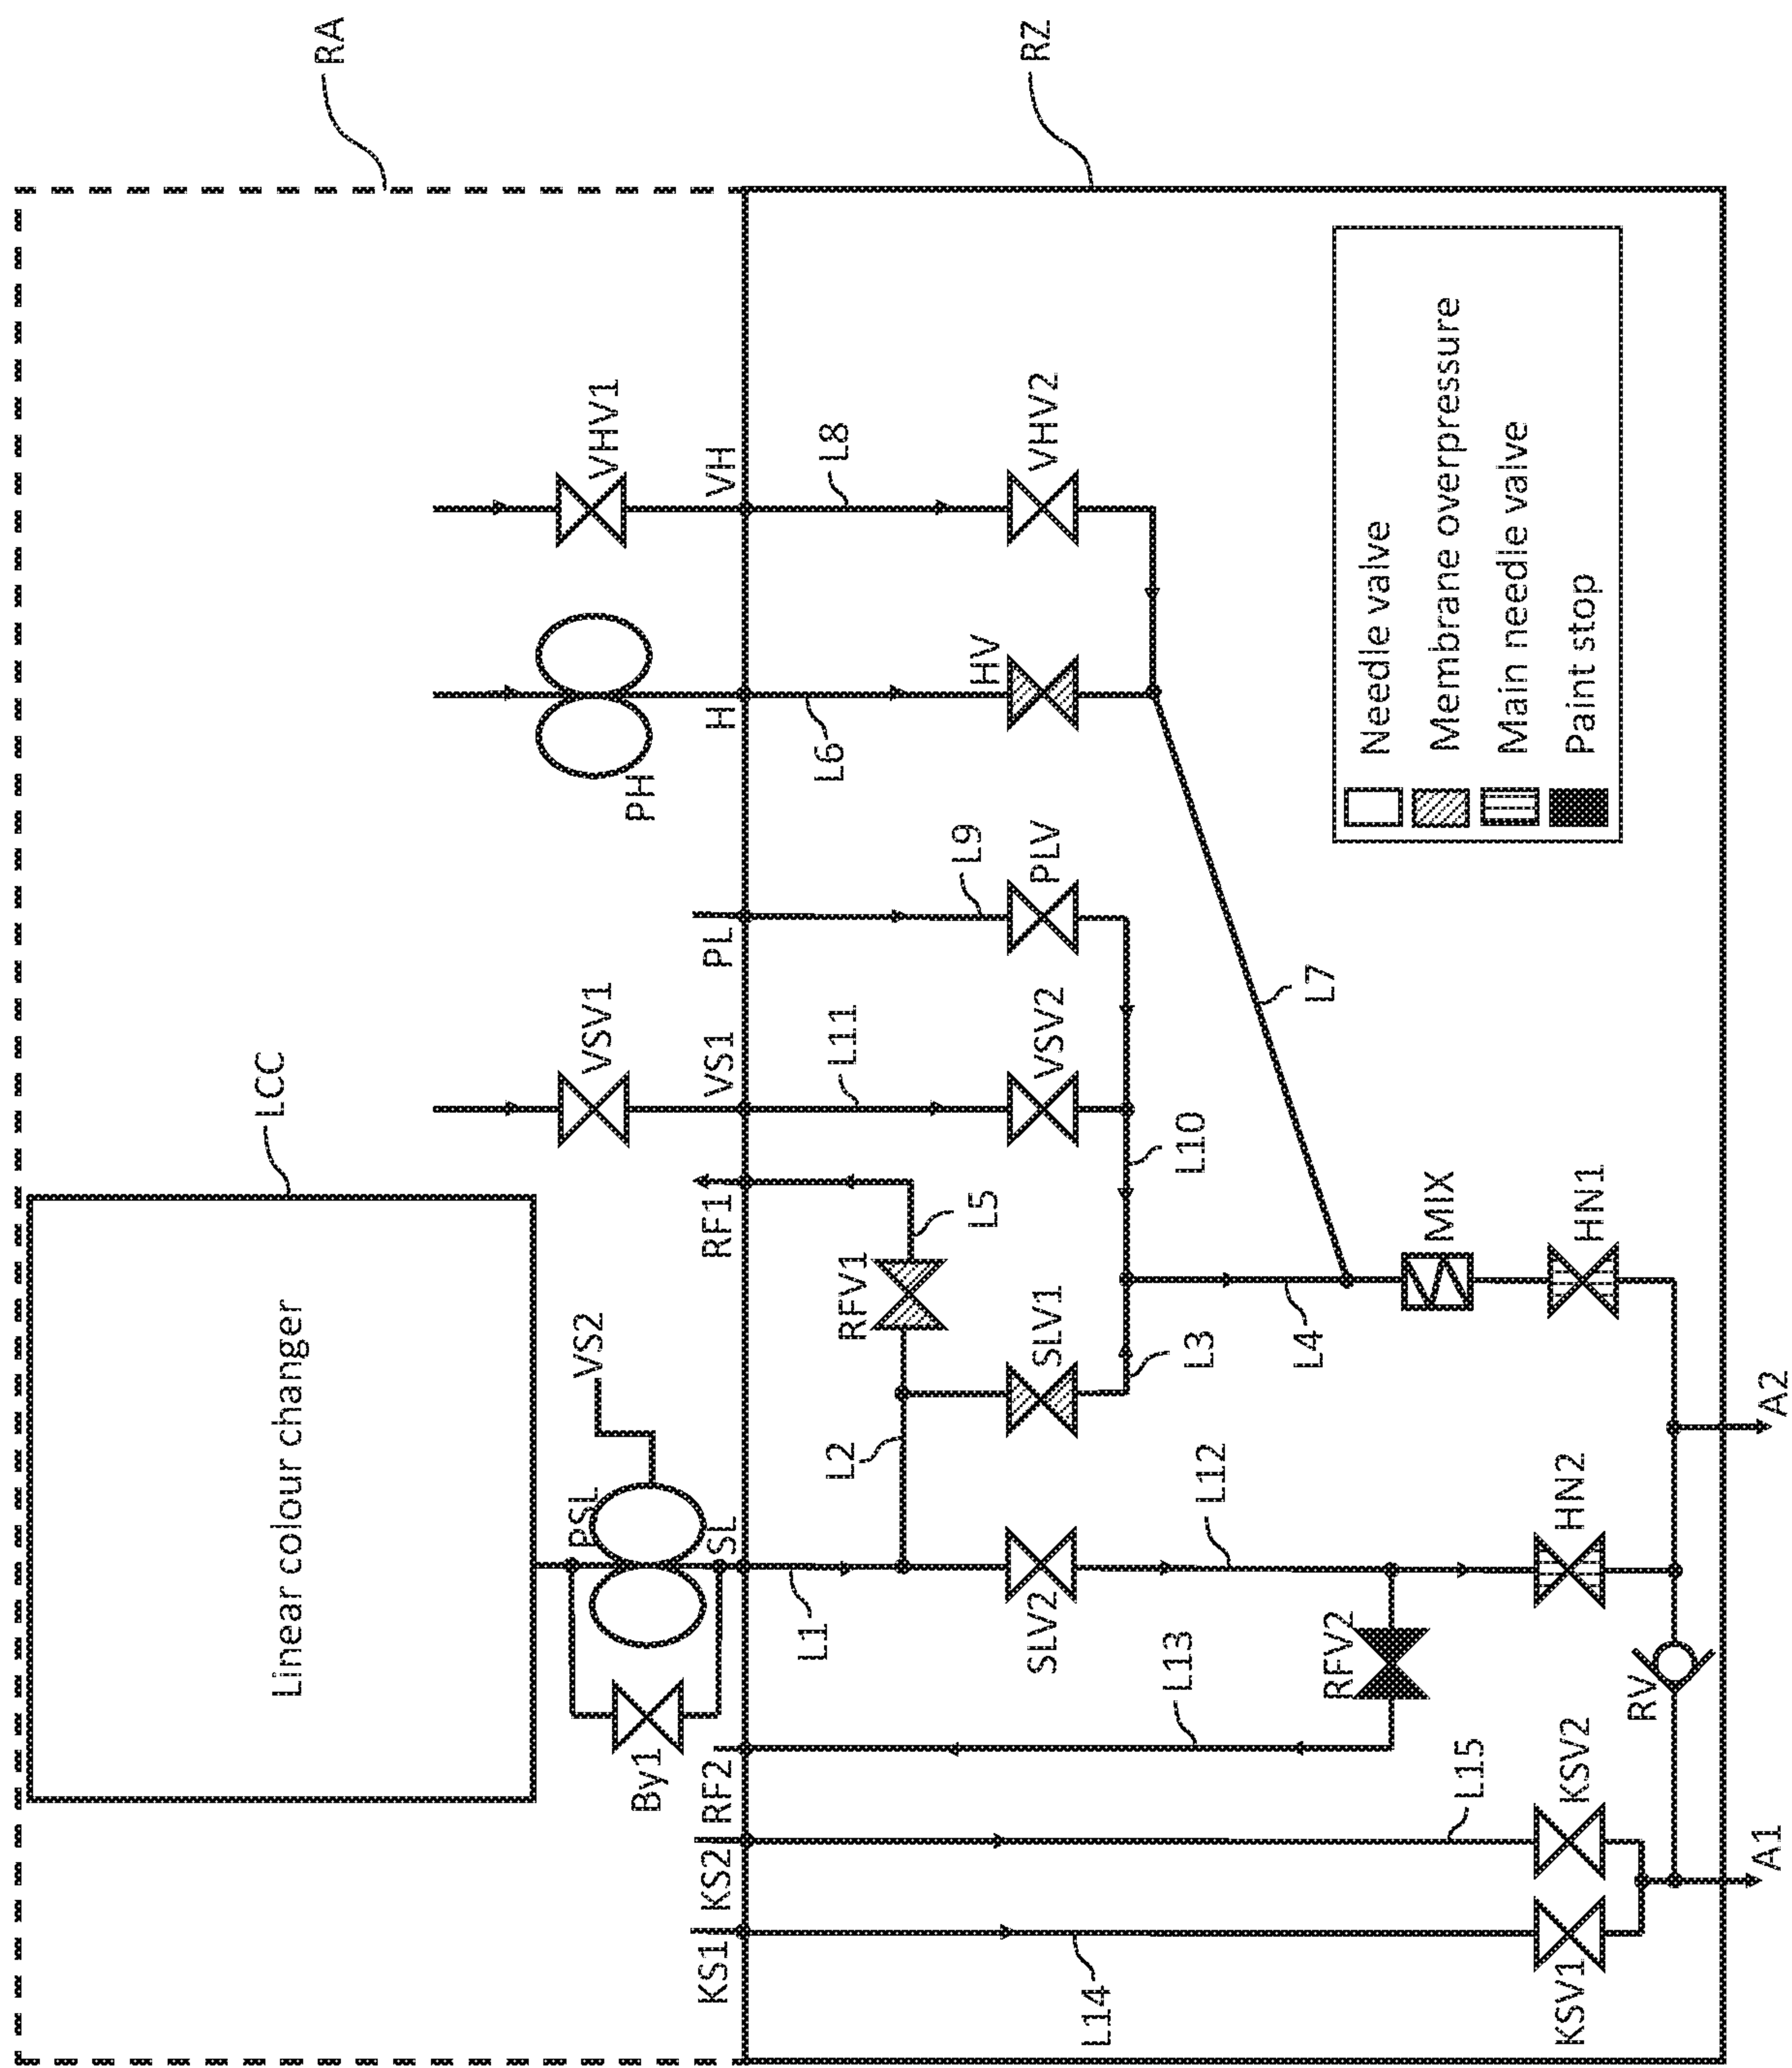 RA
RZ
LCC
Linear colour changer
VS2
PSL
SL
By1
VSV1
PH
VHV1
KS1
KS2
RF2
RF1
VS1
PL
H
VH
L1
L2
L5
L11
L9
L6
L8
RFV1
SLV2
SLV1
VSV2
PLV
HV
VHV2
L13
L12
L3
L4
L10
L7
RFV2
MIX
L14
L15
KSV1
KSV2
HN2
HN1
RV
A1
A2
Needle valve
Membrane overpressure
Main needle valve
Paint stop